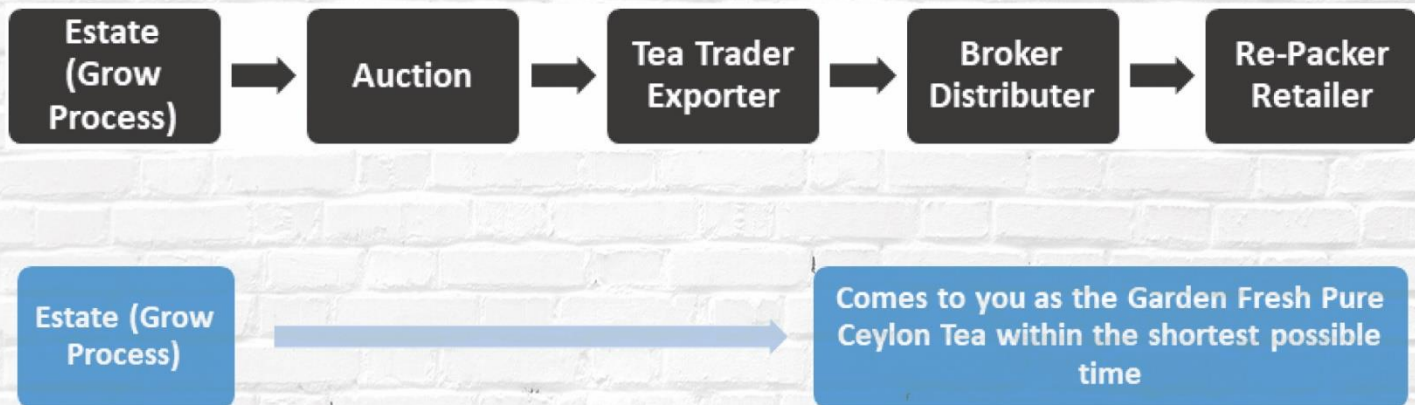 Estate
(Grow
Process)
Auction
Tea Trader
Exporter
Broker
Distributer
Re-Packer
Retailer
Estate (Grow
Process)
Comes to you as the Garden Fresh Pure
Ceylon Tea within the shortest possible
time